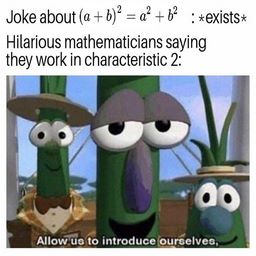 Joke about (a + b)² = a² + b² : *exists*
Hilarious mathematicians saying
they work in characteristic 2:
Allow us to introduce ourselves,